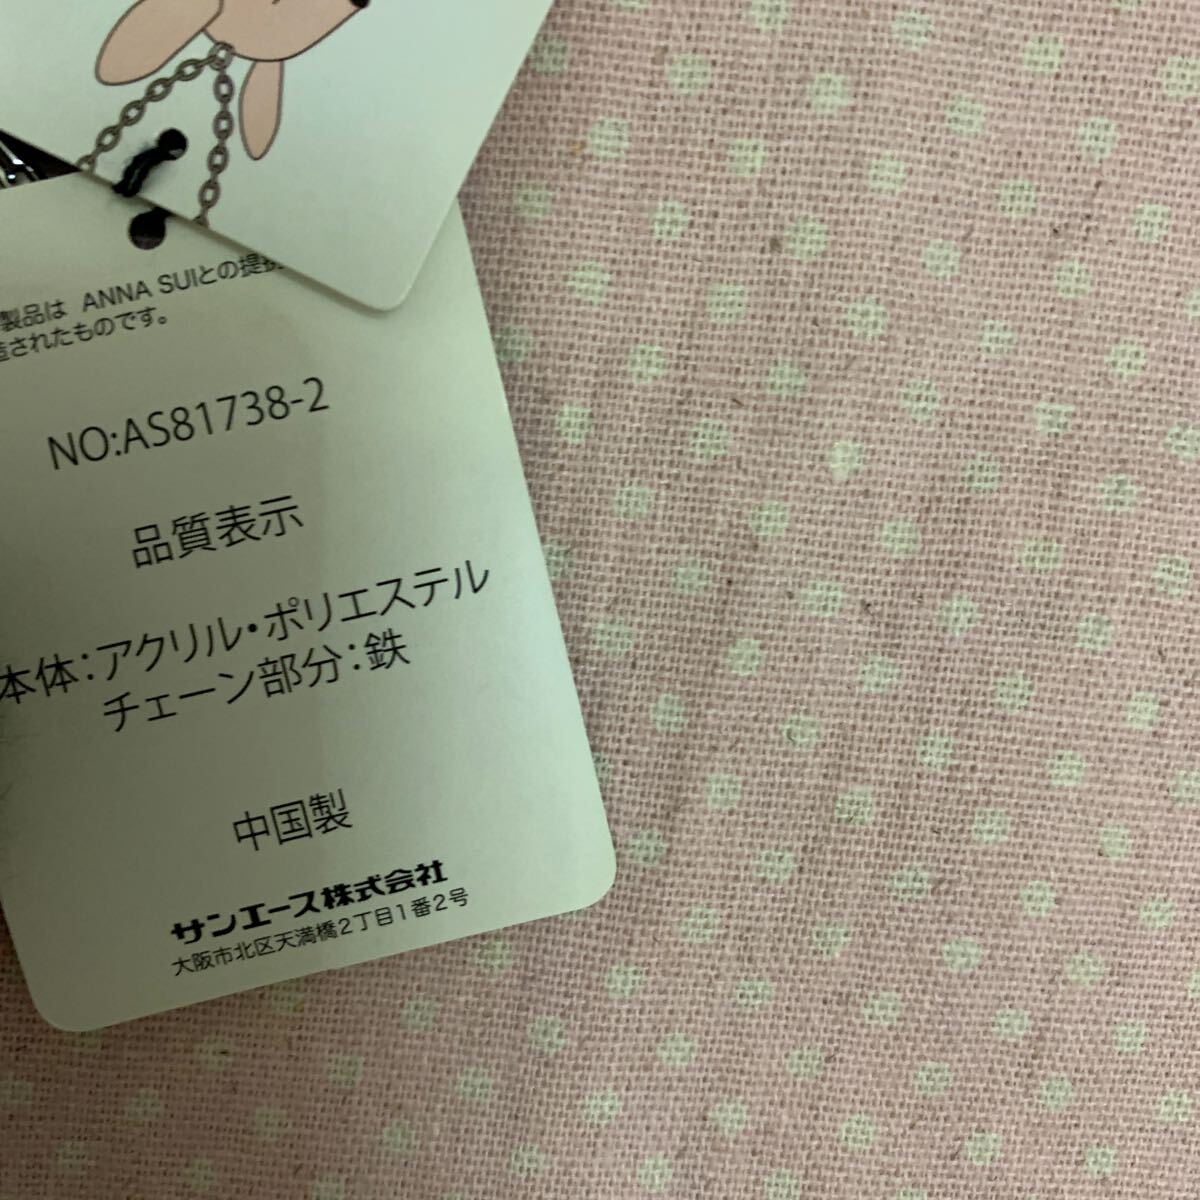 製品は ANNA SUIとの提携
造されたものです。
NO:AS81738-2
品質表示
本体:アクリル・ポリエステル
チェーン部分:鉄
中国製
サンエース株式会社
大阪市北区天満橋2丁目1番2号